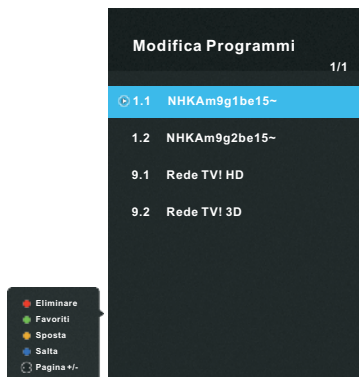 Modifica Programmi
1/1
1.1 NHKAm9g1be15~
1.2 NHKAm9g2be15~
9.1 Rede TV! HD
9.2 Rede TV! 3D
Eliminare
Favoriti
Sposta
Salta
Pagina+/-